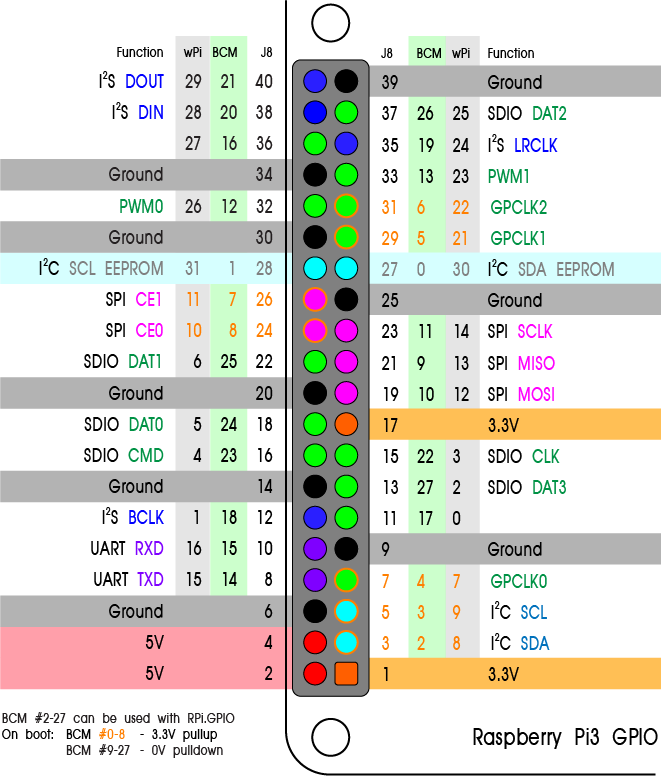 Function wPi BCM J8 J8 BCM wPi Function
I²S DOUT 29 21 40 39 Ground
I²S DIN 28 20 38 37 26 25 SDIO DAT2
27 16 36 35 19 24 I²S LRCLK
Ground 34 33 13 23 PWM1
PWM0 26 12 32 31 6 22 GPCLK2
Ground 30 29 5 21 GPCLK1
I²C SCL EEPROM 31 1 28 27 0 30 I²C SDA EEPROM
SPI CE1 11 7 26 25 Ground
SPI CE0 10 8 24 23 11 14 SPI SCLK
SDIO DAT1 6 25 22 21 9 13 SPI MISO
Ground 20 19 10 12 SPI MOSI
SDIO DAT0 5 24 18 17 3.3V
SDIO CMD 4 23 16 15 22 3 SDIO CLK
Ground 14 13 27 2 SDIO DAT3
I²S BCLK 1 18 12 11 17 0
UART RXD 16 15 10 9 Ground
UART TXD 15 14 8 7 4 7 GPCLK0
Ground 6 5 3 9 I²C SCL
5V 4 3 2 8 I²C SDA
5V 2 1 3.3V
BCM #2-27 can be used with RPi.GPIO
On boot: BCM #0-8 - 3.3V pullup
BCM #9-27 - 0V pulldown
Raspberry Pi3 GPIO